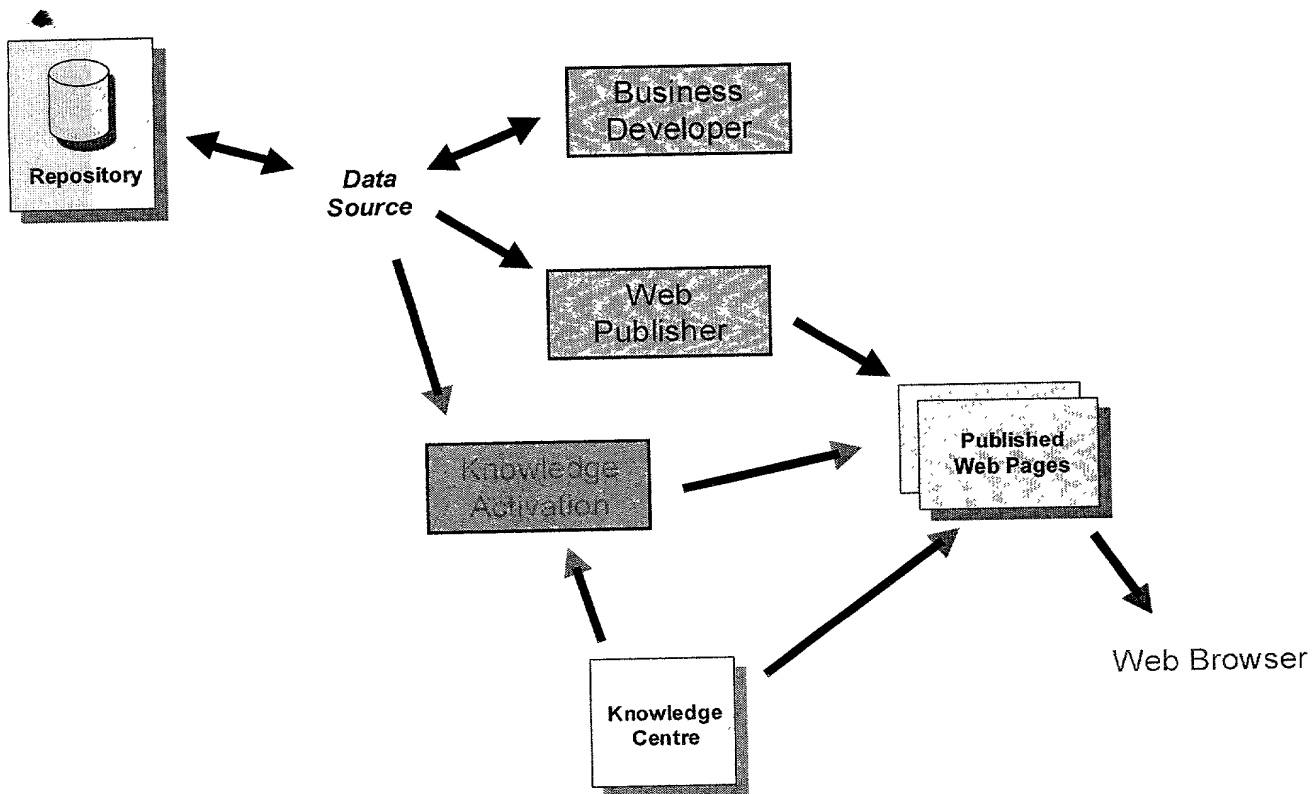 Business
Developer
Repository
Data
Source
Web
Publisher
Published
Web Pages
Knowledge
Activation
Web Browser
Knowledge
Centre